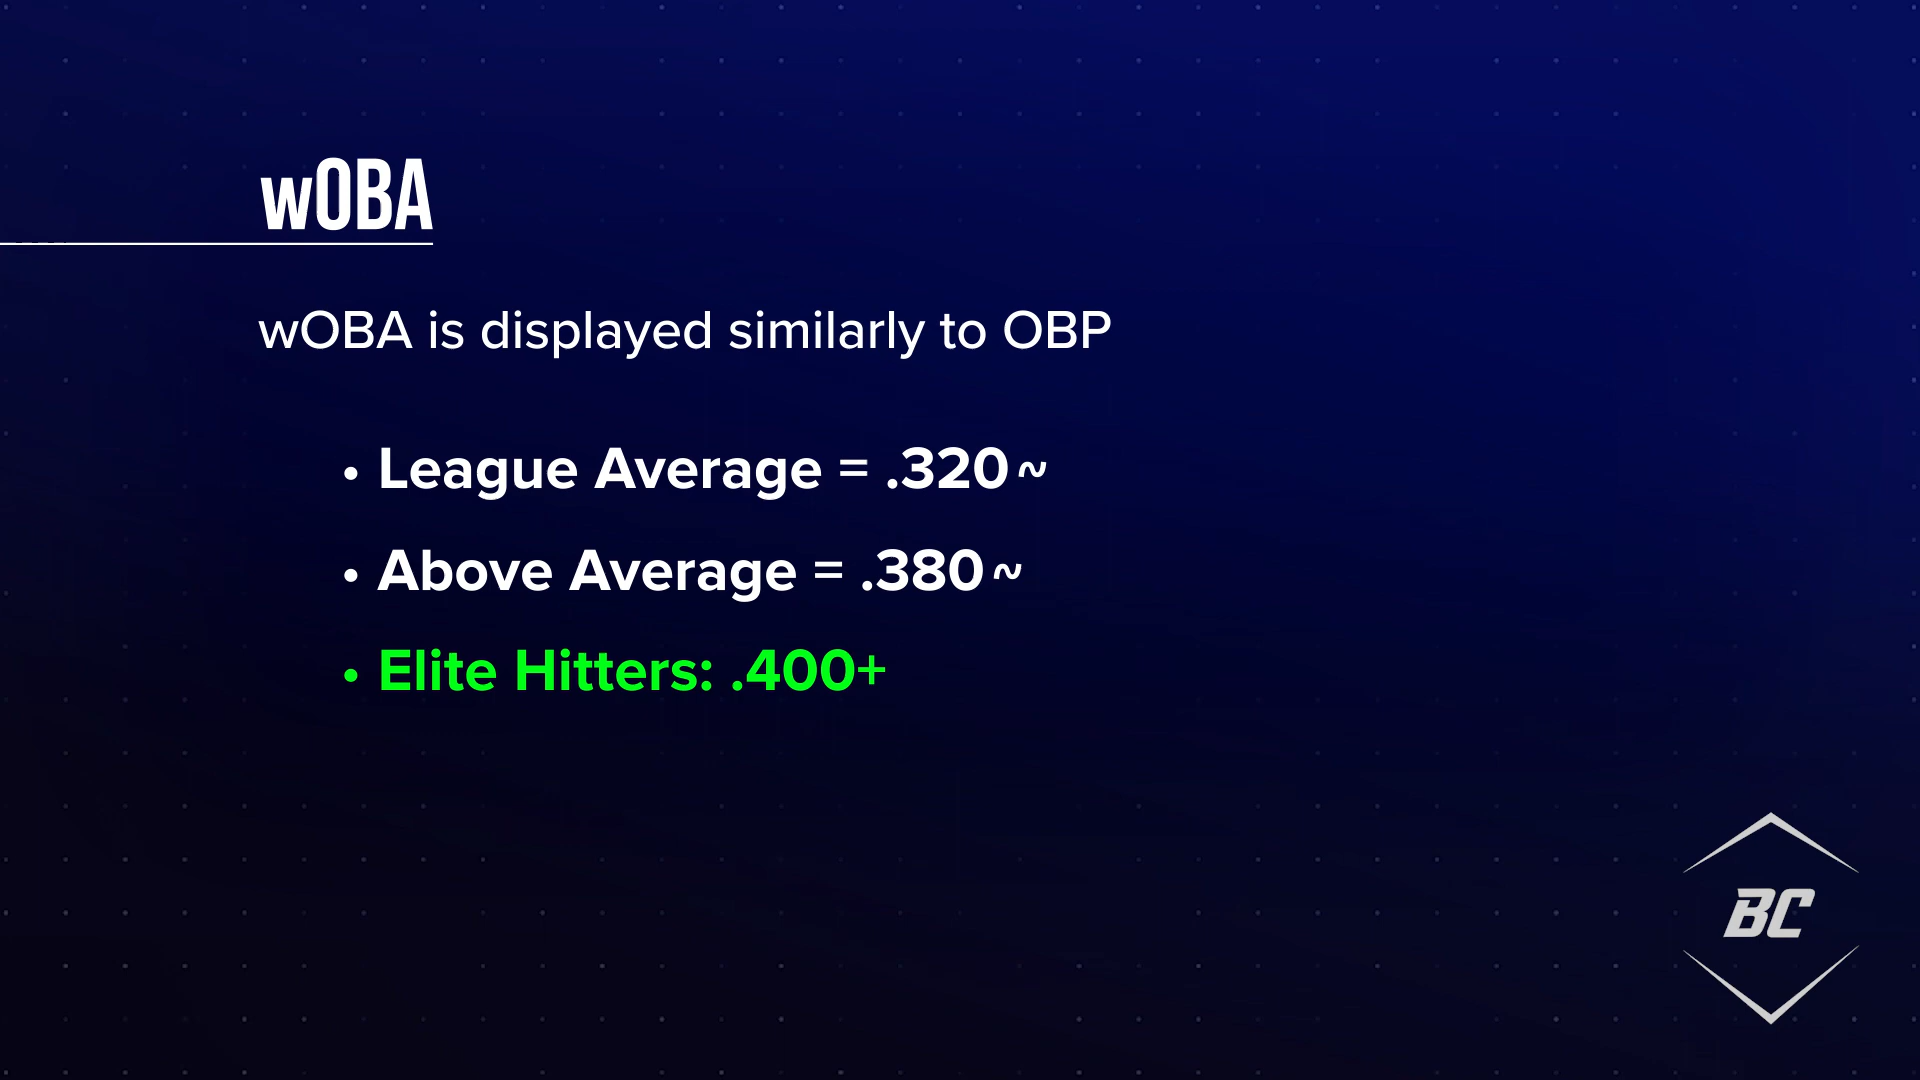 wOBA
wOBA is displayed similarly to OBP
• League Average = .320~
• Above Average = .380~
• Elite Hitters: .400+
BC